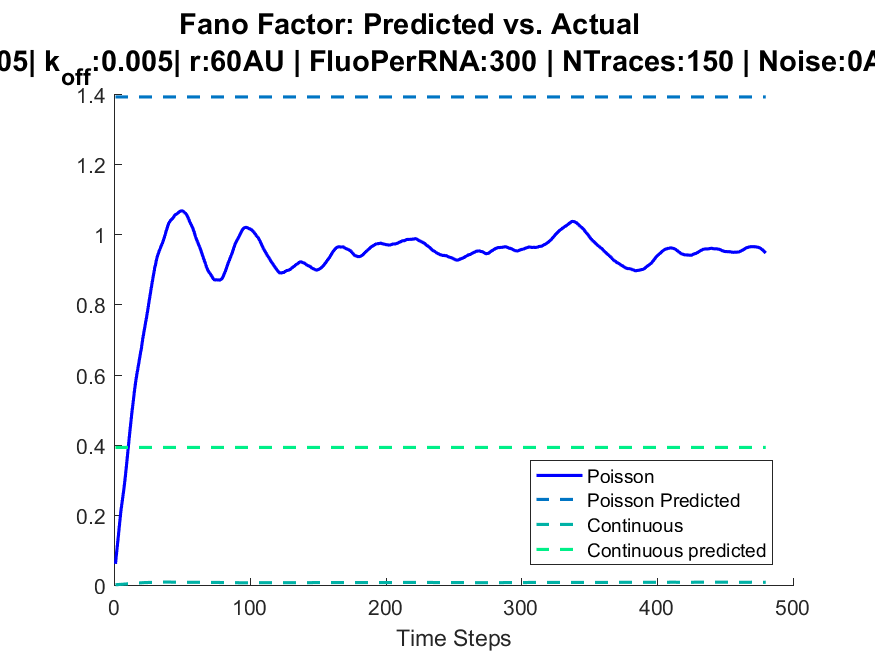 Fano Factor: Predicted vs. Actual
05| koff:0.005| r:60AU | FluoPerRNA:300 | NTraces:150 | Noise:0A
1.4
1.2
1
0.8
0.6
0.4
0.2
0
0 100 200 300 400 500
Time Steps
Poisson
Poisson Predicted
Continuous
Continuous predicted